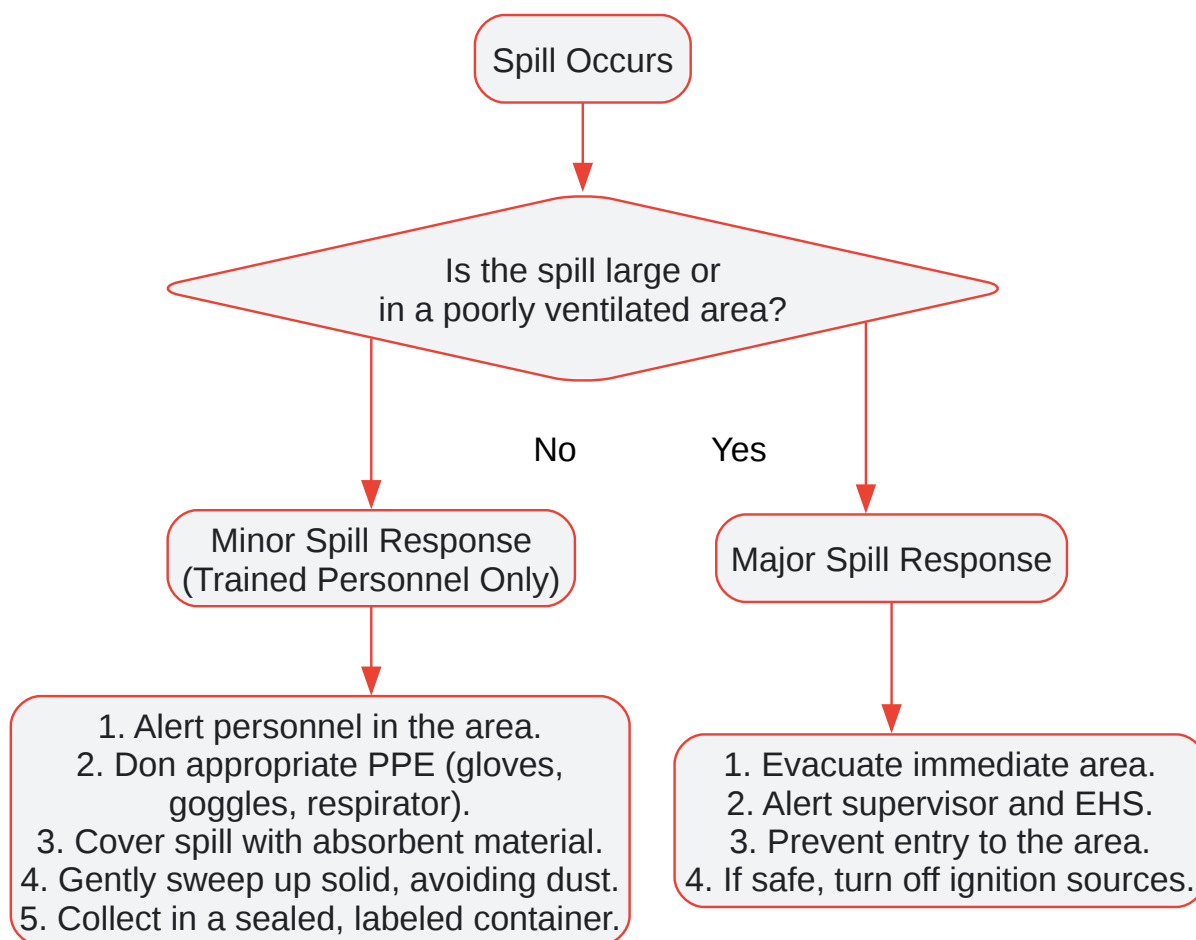 Spill Occurs
Is the spill large or
in a poorly ventilated area?
No
Yes
Minor Spill Response
(Trained Personnel Only)
Major Spill Response
1. Alert personnel in the area.
2. Don appropriate PPE (gloves,
goggles, respirator).
3. Cover spill with absorbent material.
4. Gently sweep up solid, avoiding dust.
5. Collect in a sealed, labeled container.
1. Evacuate immediate area.
2. Alert supervisor and EHS.
3. Prevent entry to the area.
4. If safe, turn off ignition sources.